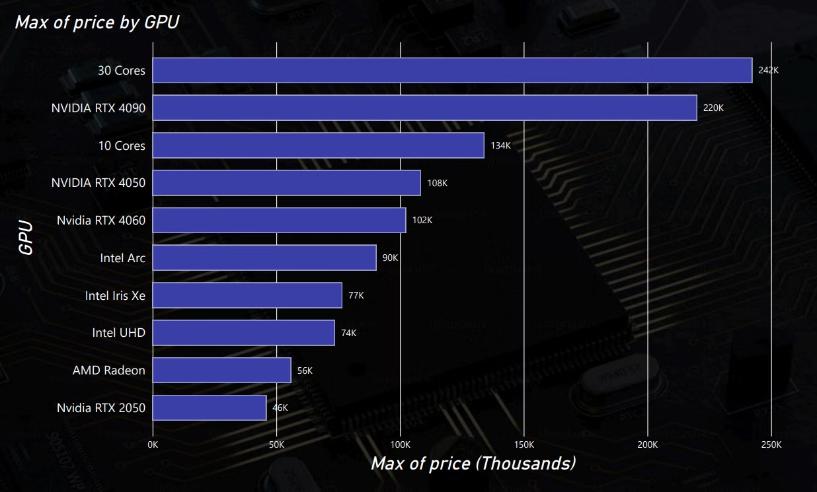 Max of price by GPU
30 Cores 242K
NVIDIA RTX 4090 220K
10 Cores 134K
NVIDIA RTX 4050 108K
Nvidia RTX 4060 102K
Intel Arc 90K
Intel Iris Xe 77K
Intel UHD 74K
AMD Radeon 56K
Nvidia RTX 2050 46K
GPU
0K 50K 100K 150K 200K 250K
Max of price (Thousands)